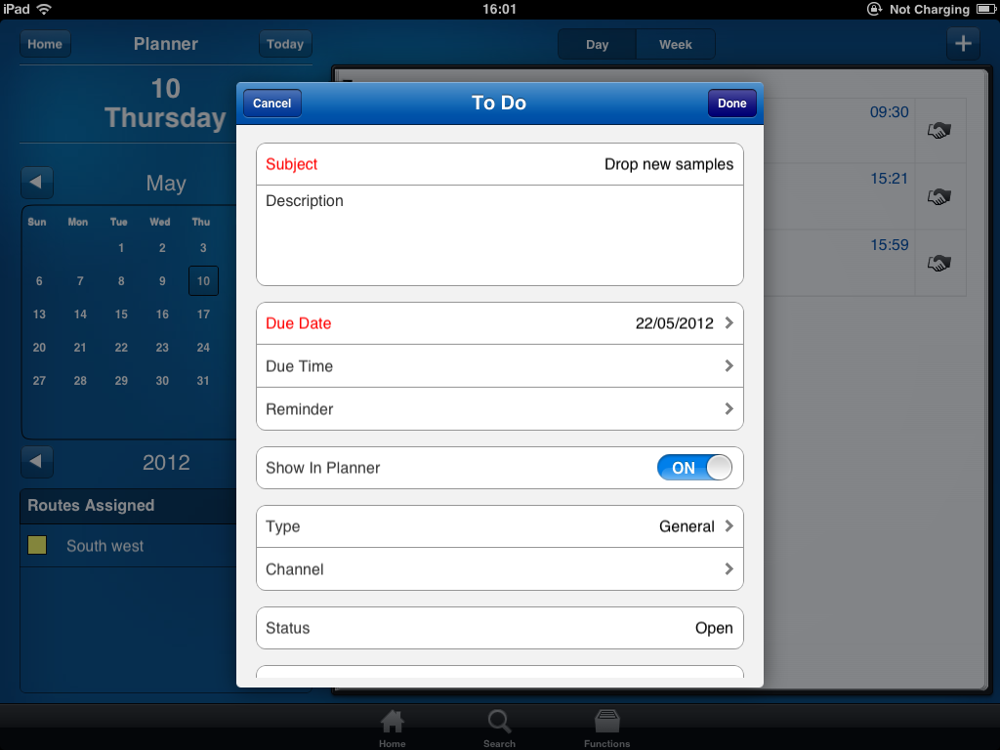 iPad 16:01 Not Charging
Home Planner Today Day Week +
10
Thursday
Cancel To Do Done
Subject Drop new samples
Description
Due Date 22/05/2012
Due Time
Reminder
Show In Planner ON
Type General
Channel
Status Open
09:30
15:21
15:59
May
Sun Mon Tue Wed Thu
1 2 3
6 7 8 9 10
13 14 15 16 17
20 21 22 23 24
27 28 29 30 31
2012
Routes Assigned
South west
Home Search Functions